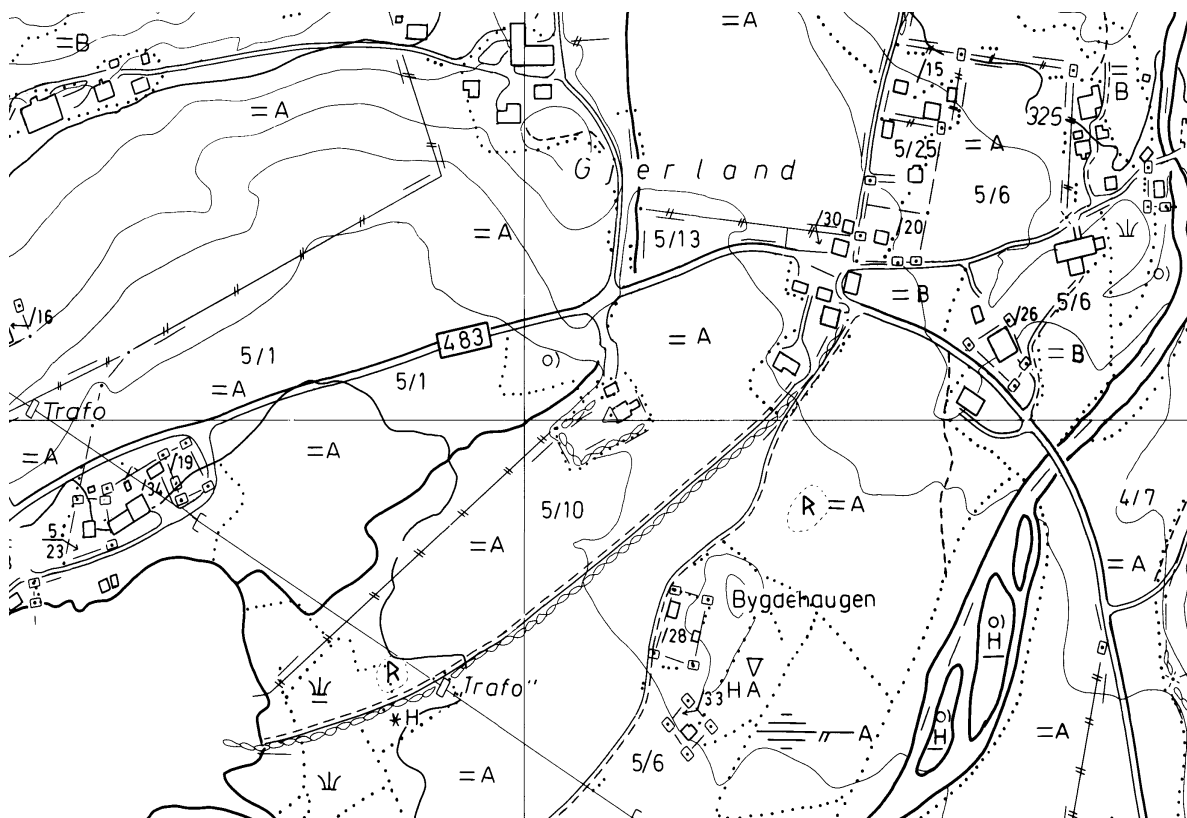 =A
=B
/15
=B
=A
325
5/25
=A
Gjerland
5/6
=A
/30
/20
5/13
5/6
=B
/16
/26
483
=A
5/1
=B
5/1
=A
Trafo
=A
=A
/19
/34
R =A
4/7
5/10
5
23
=A
=A
Bygdehaugen
O)
H
/28
R
Trafo"
33
HA
*H
A
O)
H
=A
5/6
=A